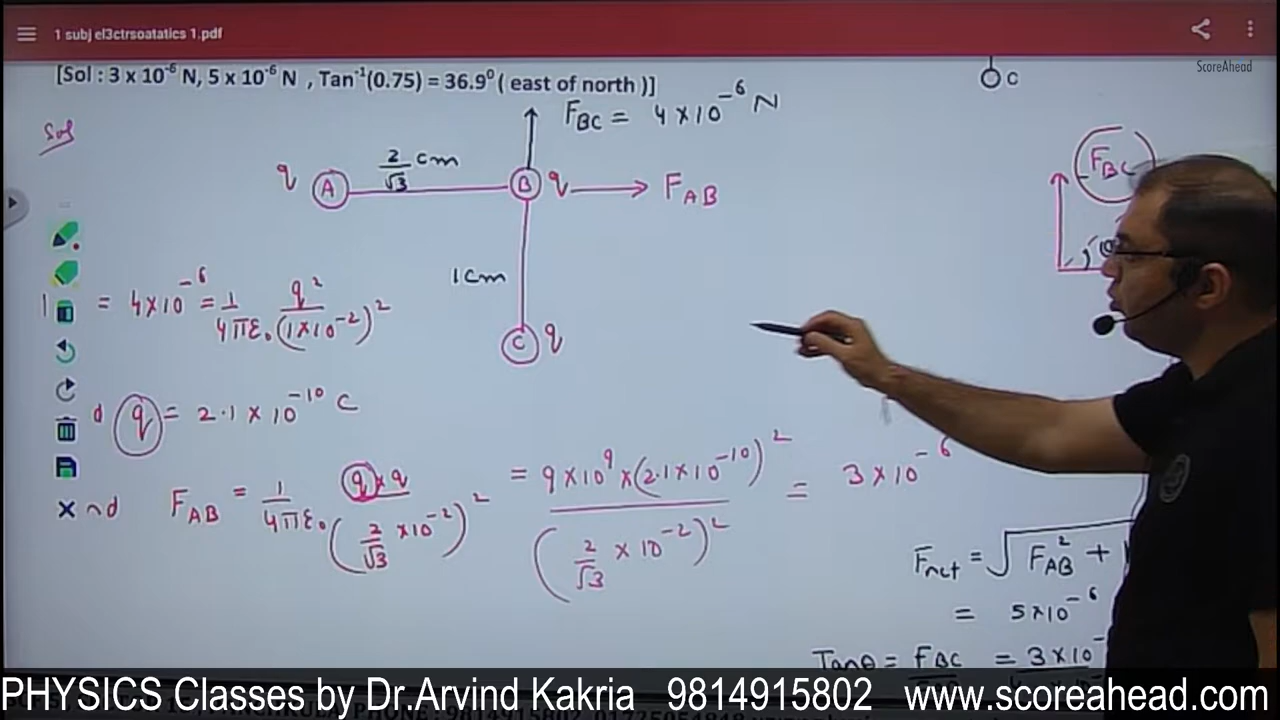 1 subj el3ctrsoatatics 1.pdf
ScoreAhead
[Sol : 3 x 10⁻⁶ N, 5 x 10⁻⁶ N , Tan⁻¹(0.75) = 36.9⁰ ( east of north )]
C
F_BC = 4 × 10⁻⁶ N
Sol
F_BC
q A 2/√3 cm B q F_AB
1 cm
= 4 × 10⁻⁶ = 1/4πε₀ q²/(1×10⁻²)²
C q
d q = 2.1 × 10⁻¹⁰ C
nd F_AB = 1/4πε₀ q×q/(2/√3 ×10⁻²)² = 9×10⁹ × (2.1×10⁻¹⁰)²/(2/√3 × 10⁻²)² = 3×10⁻⁶
F_net = √F_AB² +
= 5×10⁻⁶
Tanθ = F_BC = 3 × 10⁻
PHYSICS Classes by Dr.Arvind Kakria 9814915802 www.scoreahead.com